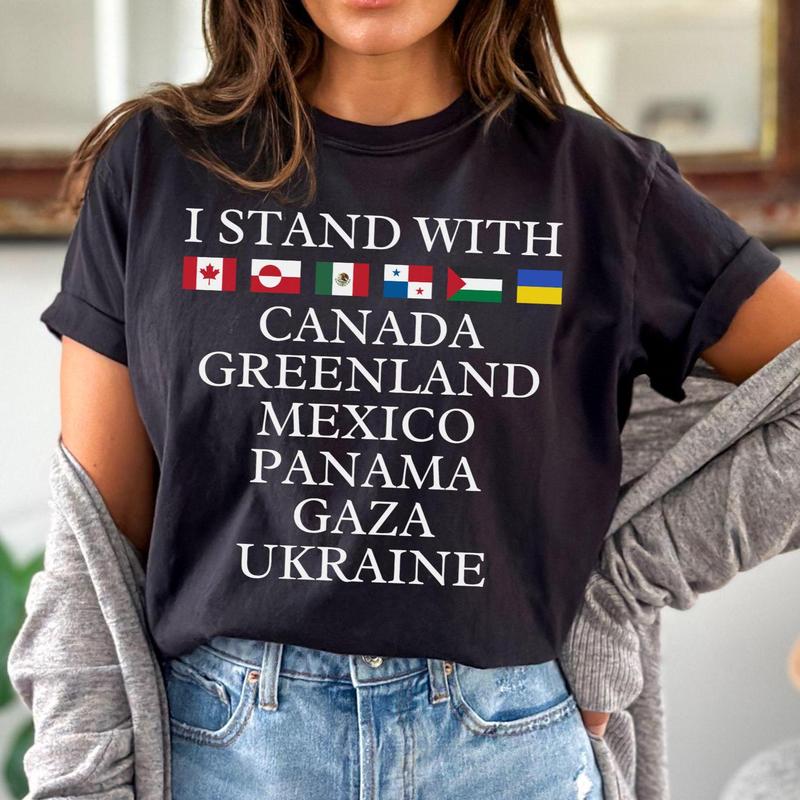 I STAND WITH
CANADA
GREENLAND
MEXICO
PANAMA
GAZA
UKRAINE